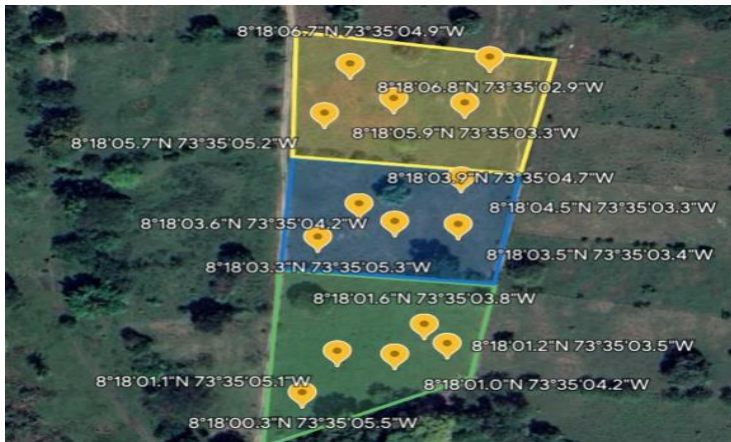 8°18'06.7"N 73°35'04.9"W
8°18'06.8"N 73°35'02.9"W
8°18'05.9"N 73°35'03.3"W
8°18'05.7"N 73°35'05.2"W
8°18'03.9"N 73°35'04.7"W
8°18'04.5"N 73°35'03.3"W
8°18'03.6"N 73°35'04.2"W
8°18'03.5"N 73°35'03.4"W
8°18'03.3"N 73°35'05.3"W
8°18'01.6"N 73°35'03.8"W
8°18'01.2"N 73°35'03.5"W
8°18'01.1"N 73°35'05.1"W
8°18'01.0"N 73°35'04.2"W
8°18'00.3"N 73°35'05.5"W